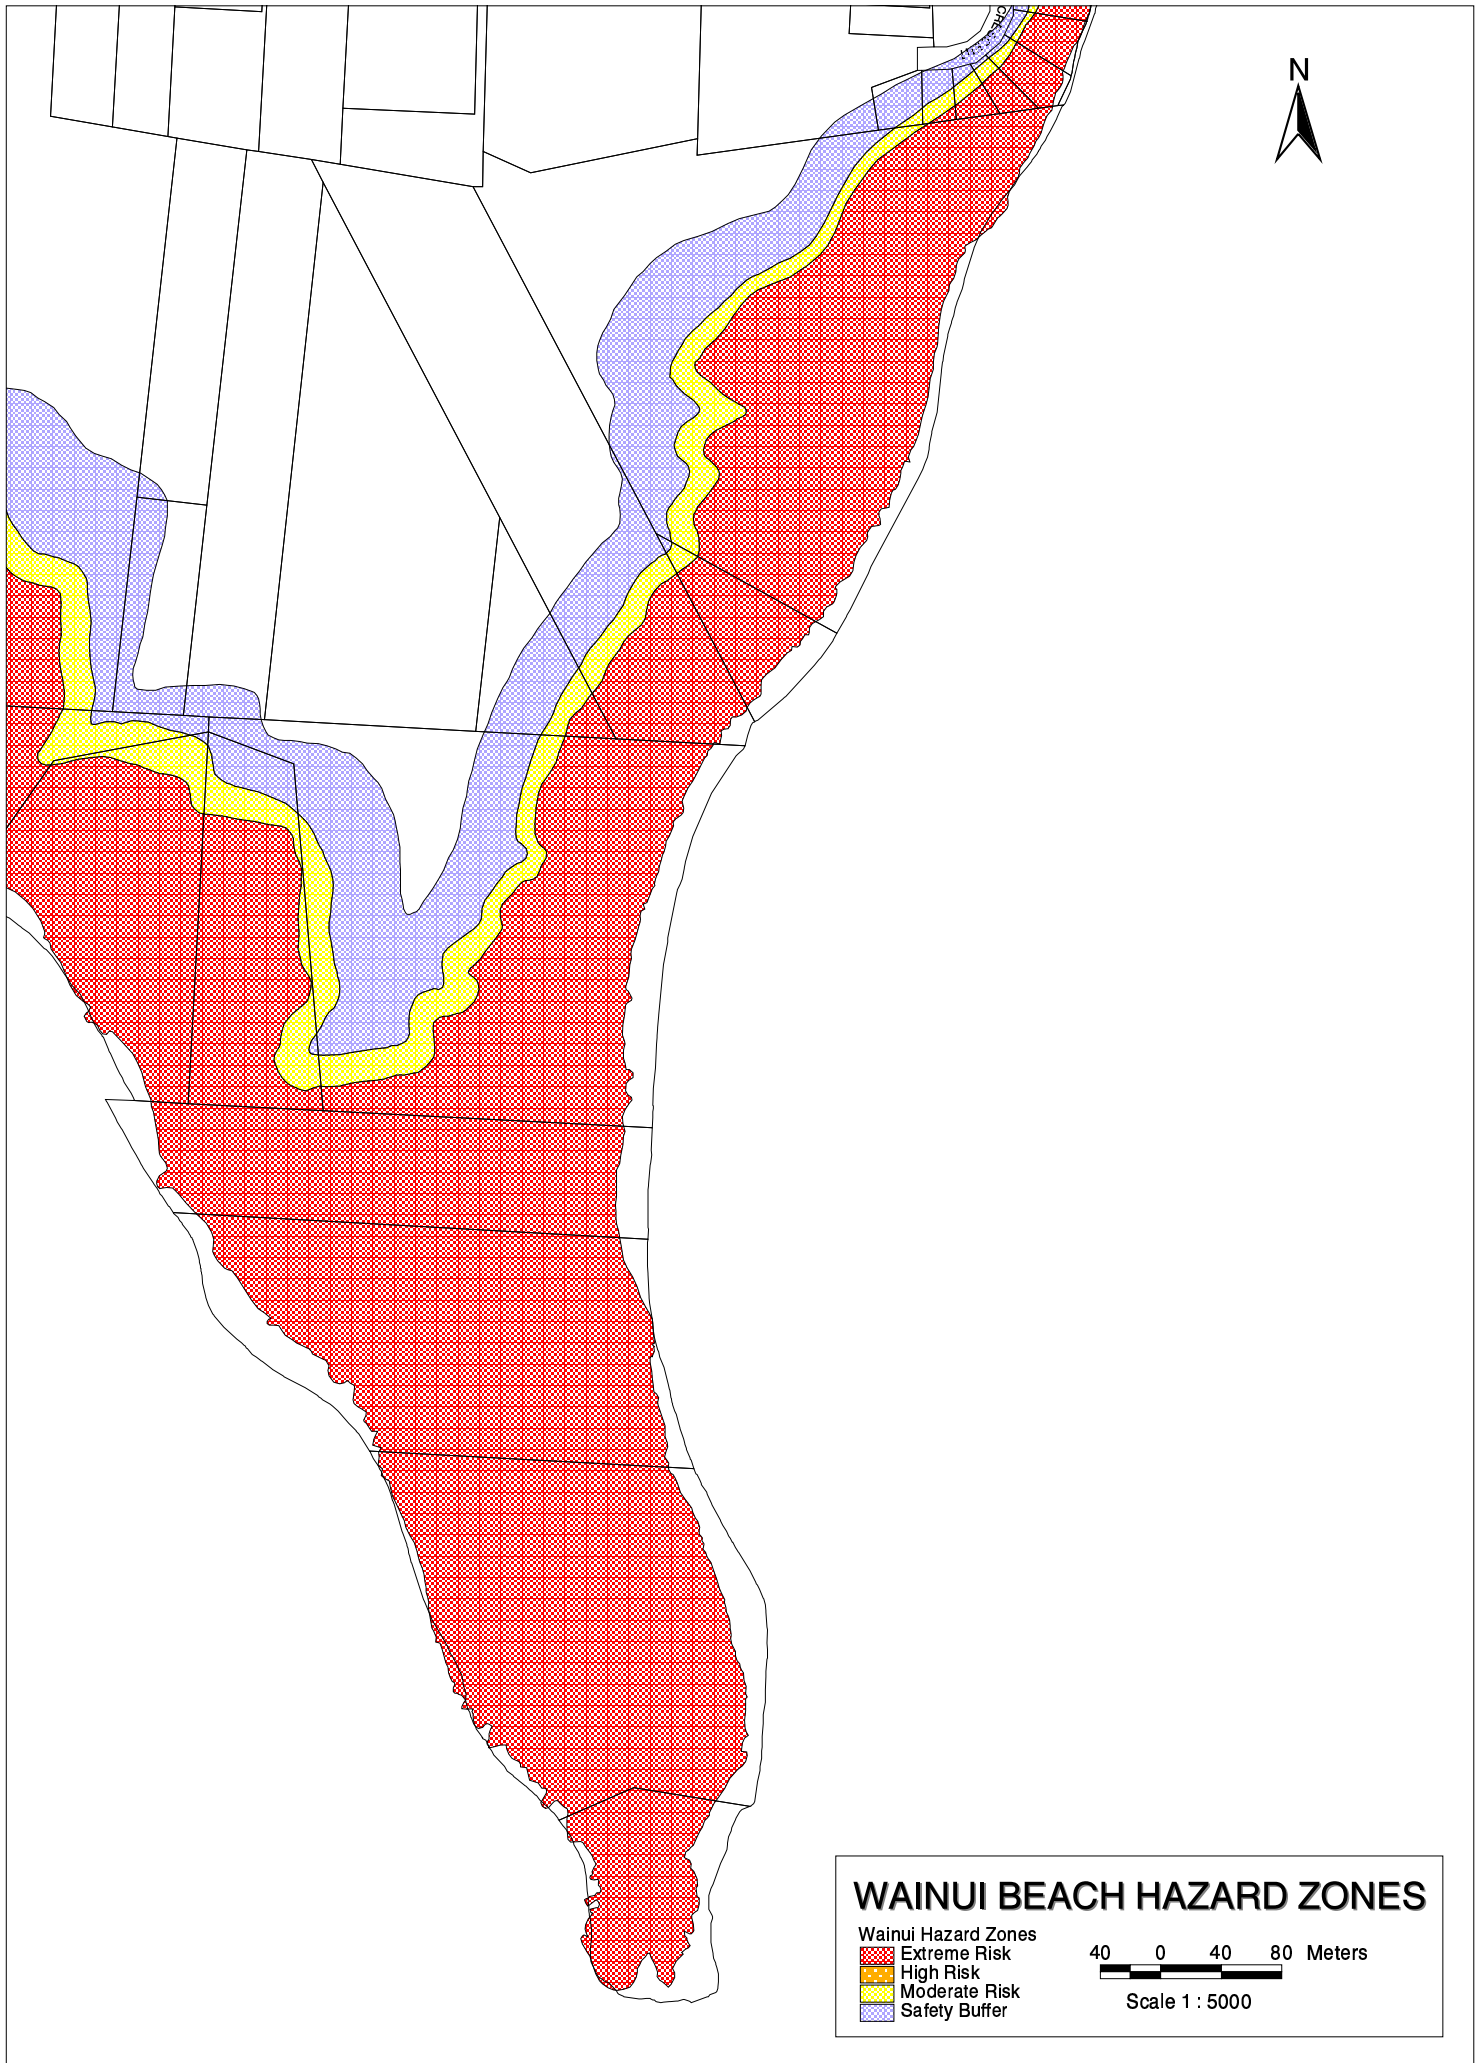 CRESCENT
N
WAINUI BEACH HAZARD ZONES
Wainui Hazard Zones
Extreme Risk
High Risk
Moderate Risk
Safety Buffer
40 0 40 80 Meters
Scale 1 : 5000